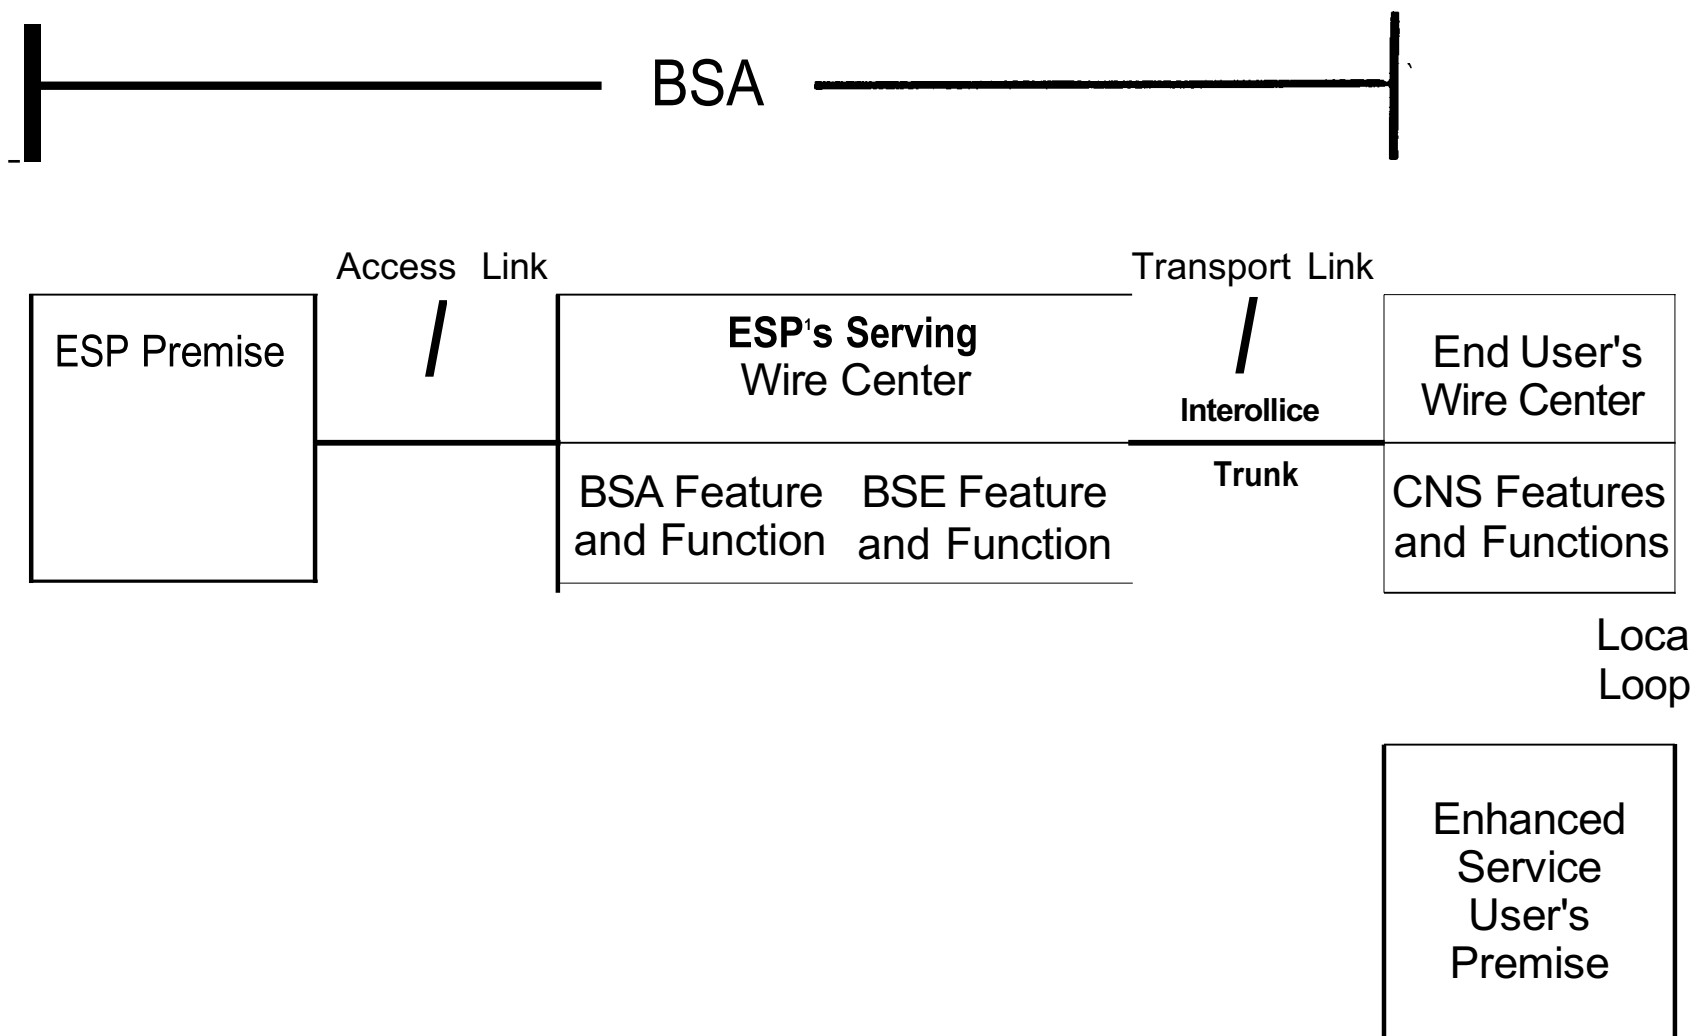 BSA
Access Link
Transport Link
ESP Premise
ESP¹s Serving
Wire Center
Interollice
Trunk
End User's
Wire Center
BSA Feature
and Function
BSE Feature
and Function
CNS Features
and Functions
Loca
Loop
Enhanced
Service
User's
Premise